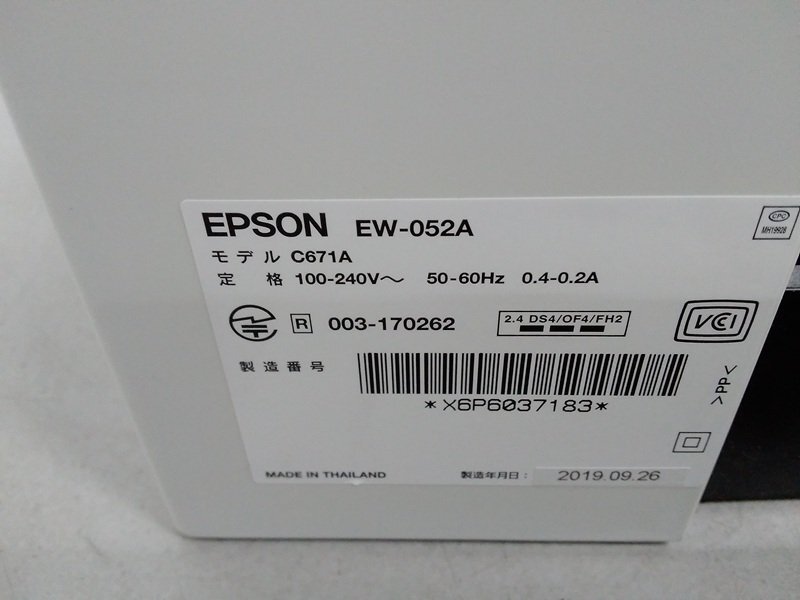 EPSON EW-052A
CPC
MH19928
モデル C671A
定 格 100-240V～ 50-60Hz 0.4-0.2A
R 003-170262
2.4 DS4/OF4/FH2
VCCI
製造番号
*X6P6037183*
>PP<
MADE IN THAILAND
製造年月日: 2019.09.26